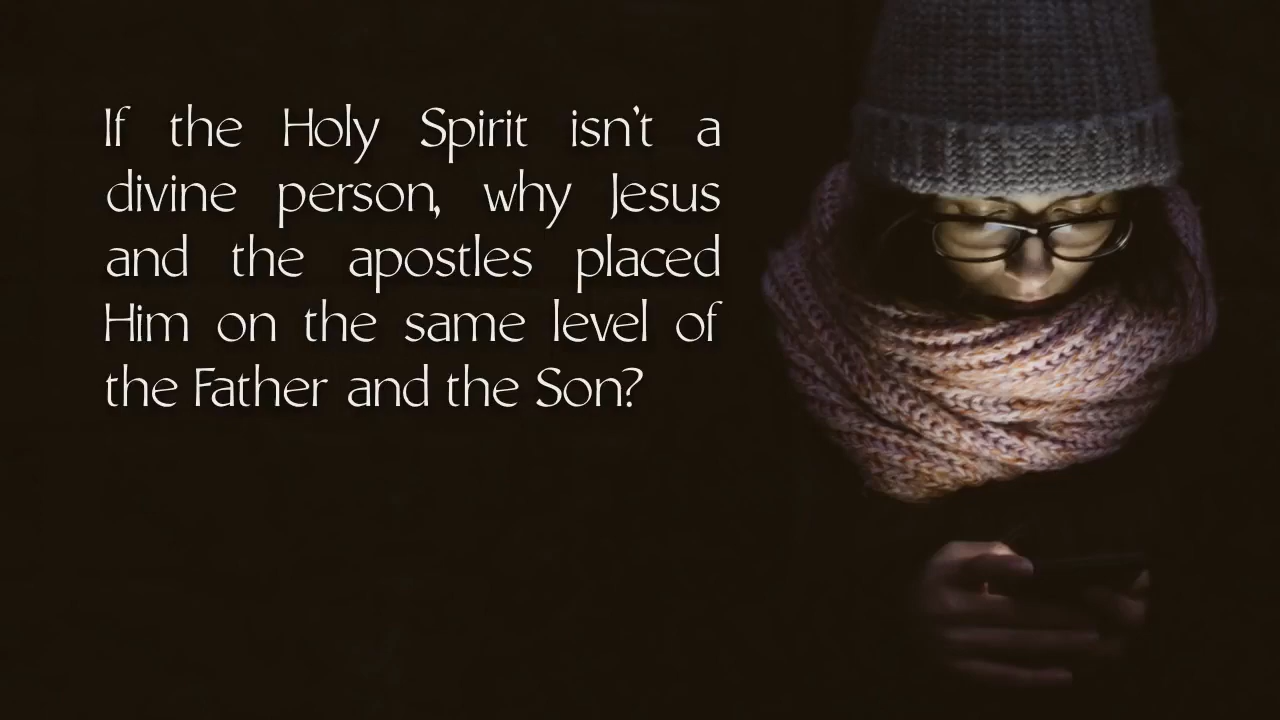 If the Holy Spirit isn't a
divine person, why Jesus
and the apostles placed
Him on the same level of
the Father and the Son?